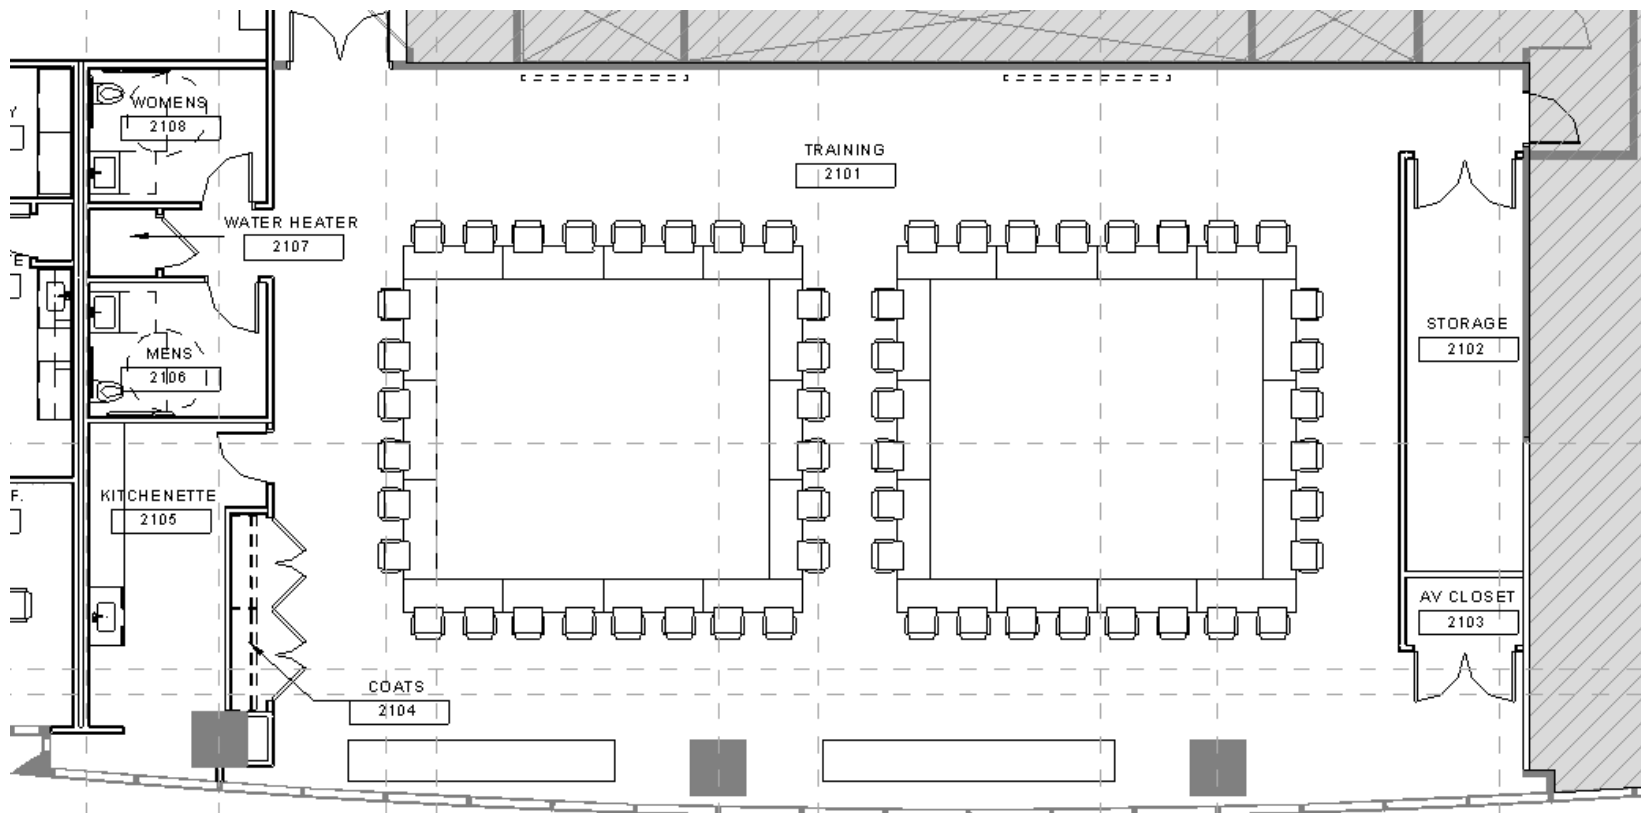 WOMENS
2108
Y
TRAINING
2101
WATER HEATER
2107
E
STORAGE
2102
MENS
2106
F.
KITCHENETTE
2105
AV CLOSET
2103
COATS
2104